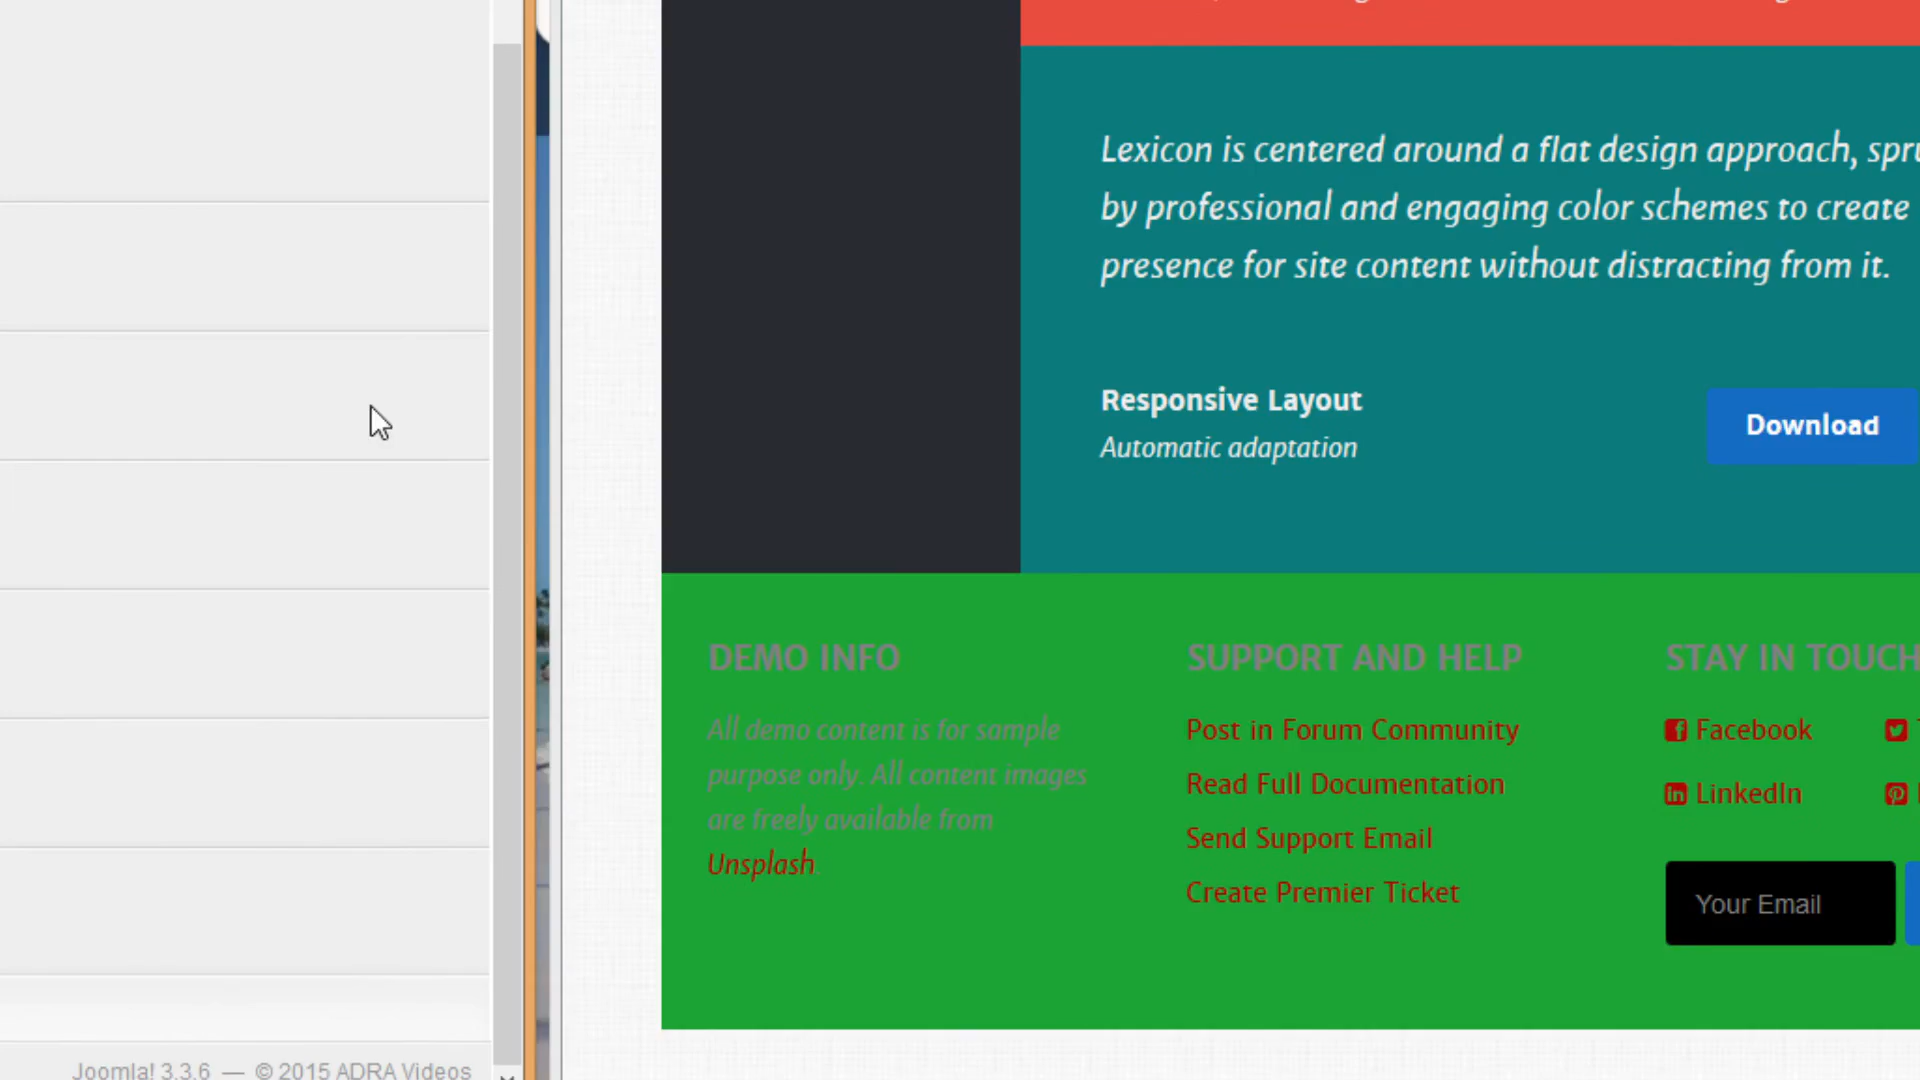 Lexicon is centered around a flat design approach,
by professional and engaging color schemes to create
presence for site content without distracting from it.
Responsive Layout
Automatic adaptation
Download
DEMO INFO
All demo content is for sample
purpose only. All content images
are freely available from
Unsplash.
SUPPORT AND HELP
Post in Forum Community
Read Full Documentation
Send Support Email
Create Premier Ticket
STAY IN TOUCH
Facebook
LinkedIn
Your Email
Joomla! 3.3.6 — © 2015 ADRA Videos